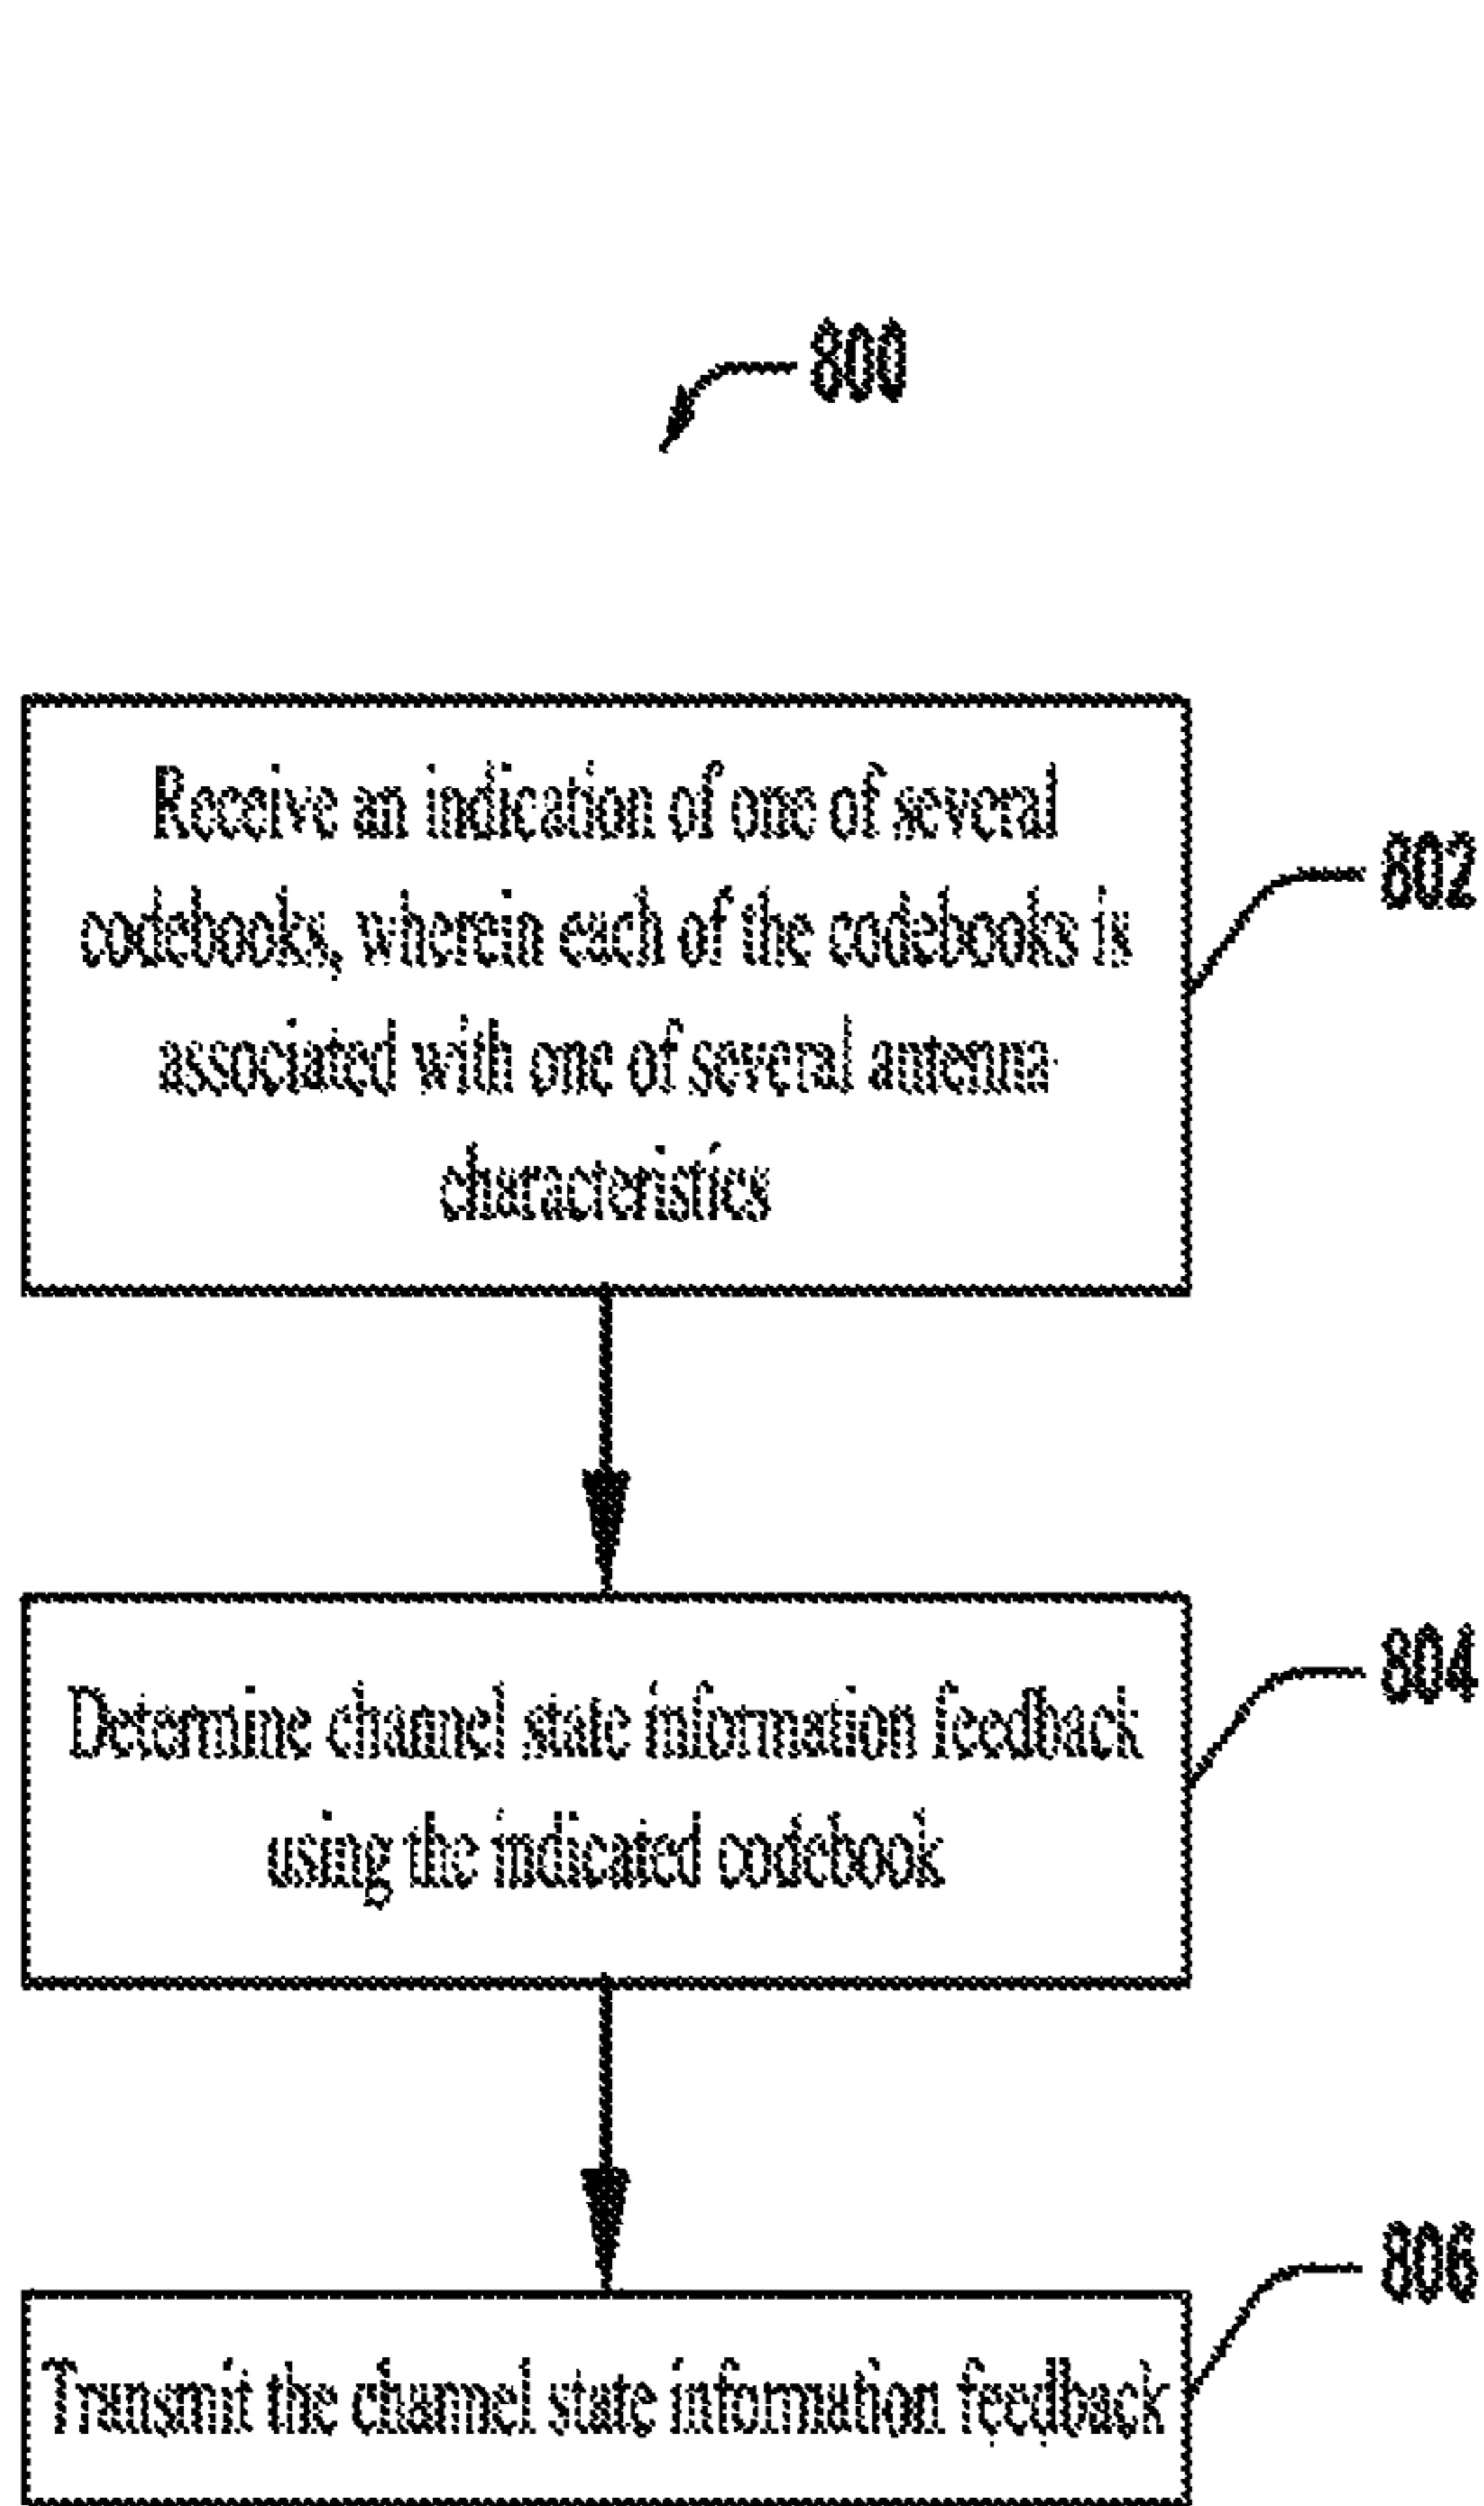 800
Receive an indication of one of several
codebooks, wherein each of the codebooks is
associated with one of several antenna
characteristics
802
Determine channel state information feedback
using the indicated codebook
804
Transmit the channel state information feedback
806